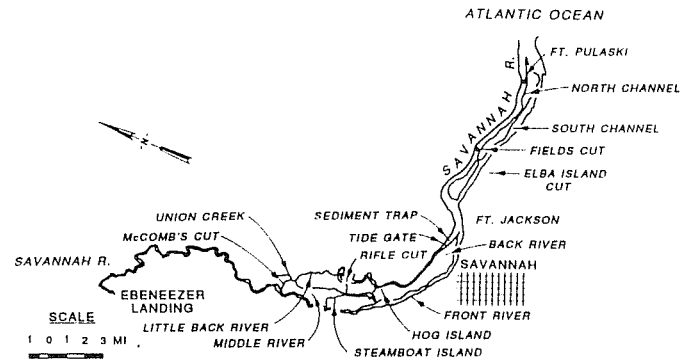 ATLANTIC OCEAN
FT. PULASKI
NORTH CHANNEL
SAVANNAH R.
SOUTH CHANNEL
FIELDS CUT
ELBA ISLAND
CUT
N
SEDIMENT TRAP
FT. JACKSON
UNION CREEK
TIDE GATE
BACK RIVER
McCOMB'S CUT
RIFLE CUT
SAVANNAH R.
SAVANNAH
EBENEEZER
LANDING
FRONT RIVER
LITTLE BACK RIVER
HOG ISLAND
MIDDLE RIVER
STEAMBOAT ISLAND
SCALE
1 0 1 2 3 MI